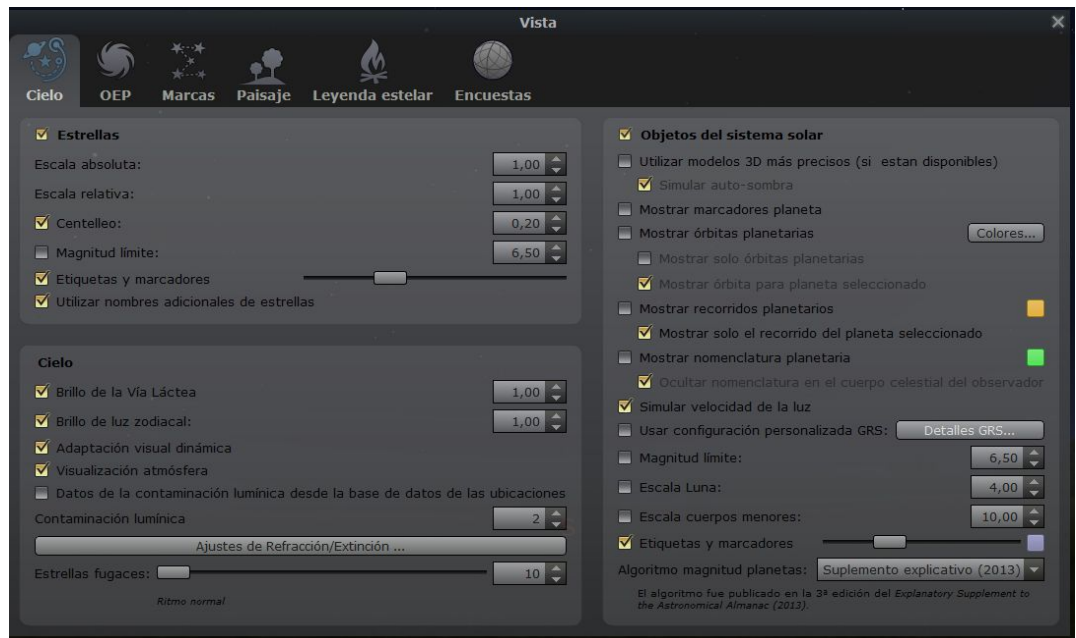 Vista
Cielo OEP Marcas Paisaje Leyenda estelar Encuestas
Estrellas
Escala absoluta: 1,00
Escala relativa: 1,00
Centelleo: 0,20
Magnitud límite: 6,50
Etiquetas y marcadores
Utilizar nombres adicionales de estrellas
Cielo
Brillo de la Vía Láctea 1,00
Brillo de luz zodiacal: 1,00
Adaptación visual dinámica
Visualización atmósfera
Datos de la contaminación lumínica desde la base de datos de las ubicaciones
Contaminación lumínica 2
Ajustes de Refracción/Extinción ...
Estrellas fugaces: 10
Ritmo normal
Objetos del sistema solar
Utilizar modelos 3D más precisos (si estan disponibles)
Simular auto-sombra
Mostrar marcadores planeta
Mostrar órbitas planetarias Colores...
Mostrar solo órbitas planetarias
Mostrar órbita para planeta seleccionado
Mostrar recorridos planetarios
Mostrar solo el recorrido del planeta seleccionado
Mostrar nomenclatura planetaria
Ocultar nomenclatura en el cuerpo celestial del observador
Simular velocidad de la luz
Usar configuración personalizada GRS: Detalles GRS...
Magnitud límite: 6,50
Escala Luna: 4,00
Escala cuerpos menores: 10,00
Etiquetas y marcadores
Algoritmo magnitud planetas: Suplemento explicativo (2013)
El algoritmo fue publicado en la 3ª edición del Explanatory Supplement to
the Astronomical Almanac (2013).